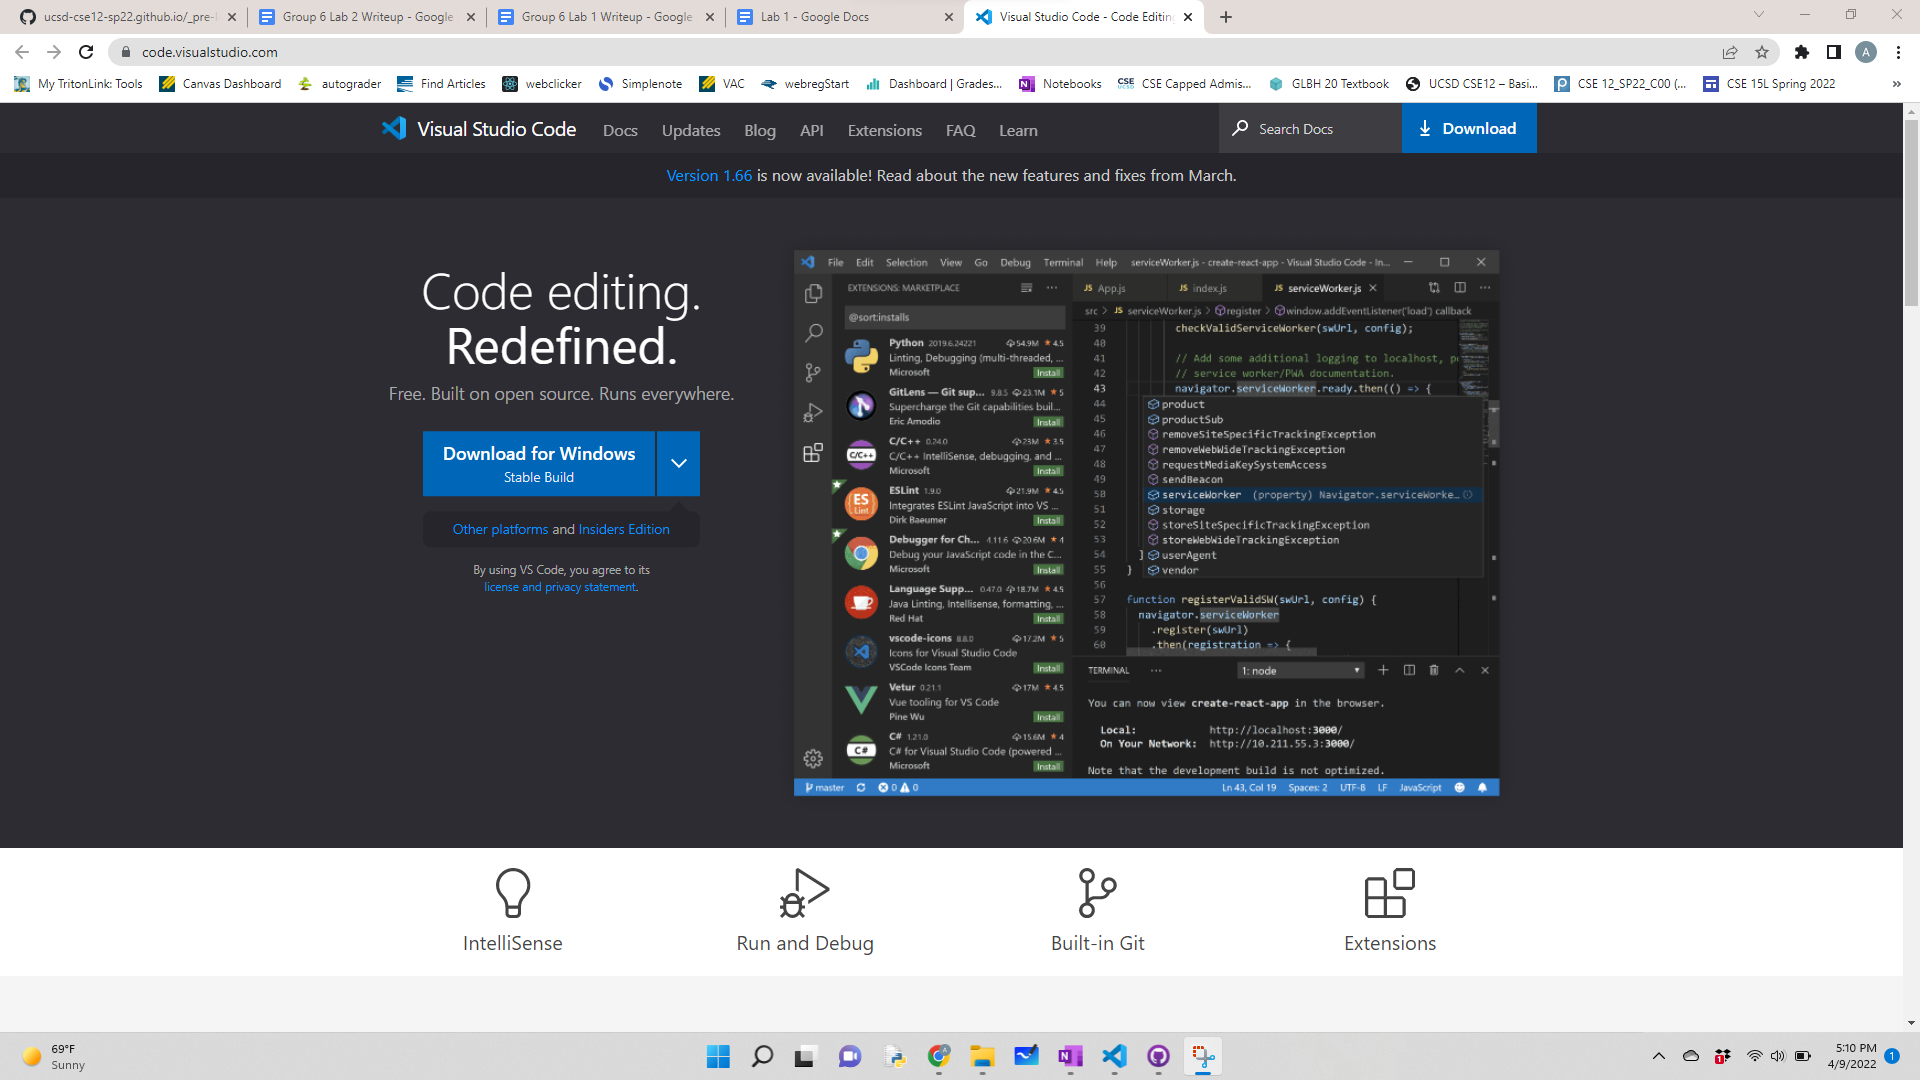 ucsd-cse12-sp22.github.io/_pre-l
Group 6 Lab 2 Writeup - Google
Group 6 Lab 1 Writeup - Google
Lab 1 - Google Docs
Visual Studio Code - Code Editing
code.visualstudio.com
A
My TritonLink: Tools
Canvas Dashboard
autograder
Find Articles
webclicker
Simplenote
VAC
webregStart
Dashboard | Grades...
Notebooks
CSE Capped Admis...
GLBH 20 Textbook
UCSD CSE12 – Basi...
CSE 12_SP22_C00 (...
CSE 15L Spring 2022
»
Visual Studio Code
Docs
Updates
Blog
API
Extensions
FAQ
Learn
Search Docs
Download
Version 1.66 is now available! Read about the new features and fixes from March.
Code editing.
Redefined.
Free. Built on open source. Runs everywhere.
Download for Windows
Stable Build
Other platforms and Insiders Edition
By using VS Code, you agree to its
license and privacy statement.
File Edit Selection View Go Debug Terminal Help
serviceWorker.js - create-react-app - Visual Studio Code - In...
EXTENSIONS: MARKETPLACE
@sort:installs
Python 2019.6.24221 54.9M 4.5
Linting, Debugging (multi-threaded, ...
Microsoft Install
GitLens — Git sup... 9.8.5 23.1M 5
Supercharge the Git capabilities buil...
Eric Amodio Install
C/C++ 0.24.0 23M 3.5
C/C++ IntelliSense, debugging, and ...
Microsoft Install
ESLint 1.9.0 21.9M 4.5
Integrates ESLint JavaScript into VS ...
Dirk Baeumer Install
Debugger for Ch... 4.11.6 20.6M 4
Debug your JavaScript code in the C...
Microsoft Install
Language Supp... 0.47.0 18.7M 4.5
Java Linting, Intellisense, formatting, ...
Red Hat Install
vscode-icons 8.8.0 17.2M 5
Icons for Visual Studio Code
VSCode Icons Team Install
Vetur 0.21.1 17M 4.5
Vue tooling for VS Code
Pine Wu Install
C# 1.21.0 15.6M 4
C# for Visual Studio Code (powered ...
Microsoft Install
JS App.js
JS index.js
JS serviceWorker.js
src > JS serviceWorker.js > register > window.addEventListener('load') callback
39 checkValidServiceWorker(swUrl, config);
40
41 // Add some additional logging to localhost, po
42 // service worker/PWA documentation.
43 navigator.serviceWorker.ready.then(() => {
44 product
45 productSub
46 removeSiteSpecificTrackingException
47 removeWebWideTrackingException
48 requestMediaKeySystemAccess
49 sendBeacon
50 serviceWorker (property) Navigator.serviceWorke...
51 storage
52 storeSiteSpecificTrackingException
53 storeWebWideTrackingException
54 } userAgent
55 } vendor
56
57 function registerValidSW(swUrl, config) {
58 navigator.serviceWorker
59 .register(swUrl)
60 .then(registration => {
TERMINAL ... 1: node
You can now view create-react-app in the browser.
Local: http://localhost:3000/
On Your Network: http://10.211.55.3:3000/
Note that the development build is not optimized.
master 0 0
Ln 43, Col 19 Spaces: 2 UTF-8 LF JavaScript
IntelliSense
Run and Debug
Built-in Git
Extensions
69°F
Sunny
5:10 PM
4/9/2022
1